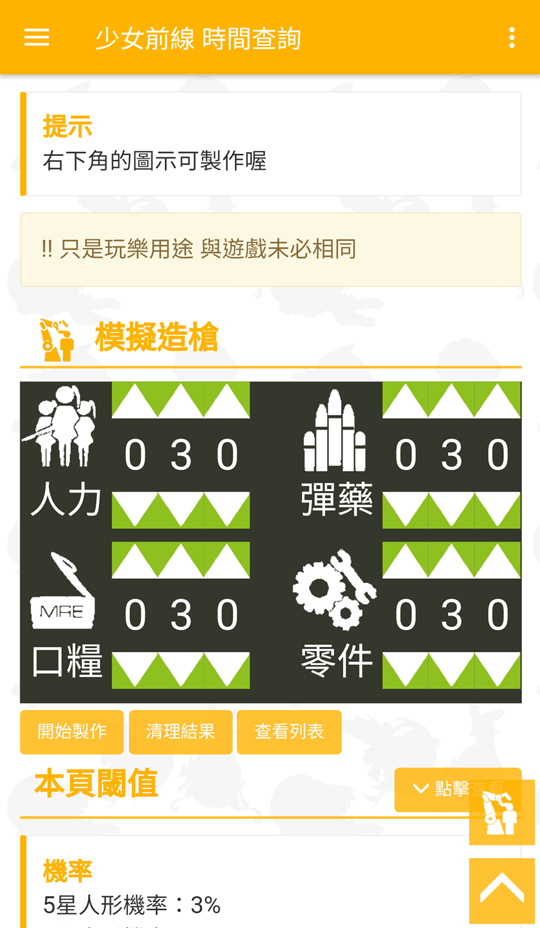 少女前線 時間查詢
提示
右下角的圖示可製作喔
!! 只是玩樂用途 與遊戲未必相同
模擬造槍
人力
0 3 0
彈藥
0 3 0
MRE
口糧
0 3 0
零件
0 3 0
開始製作
清理結果
查看列表
本頁閾值
點擊
機率
5星人形機率：3%